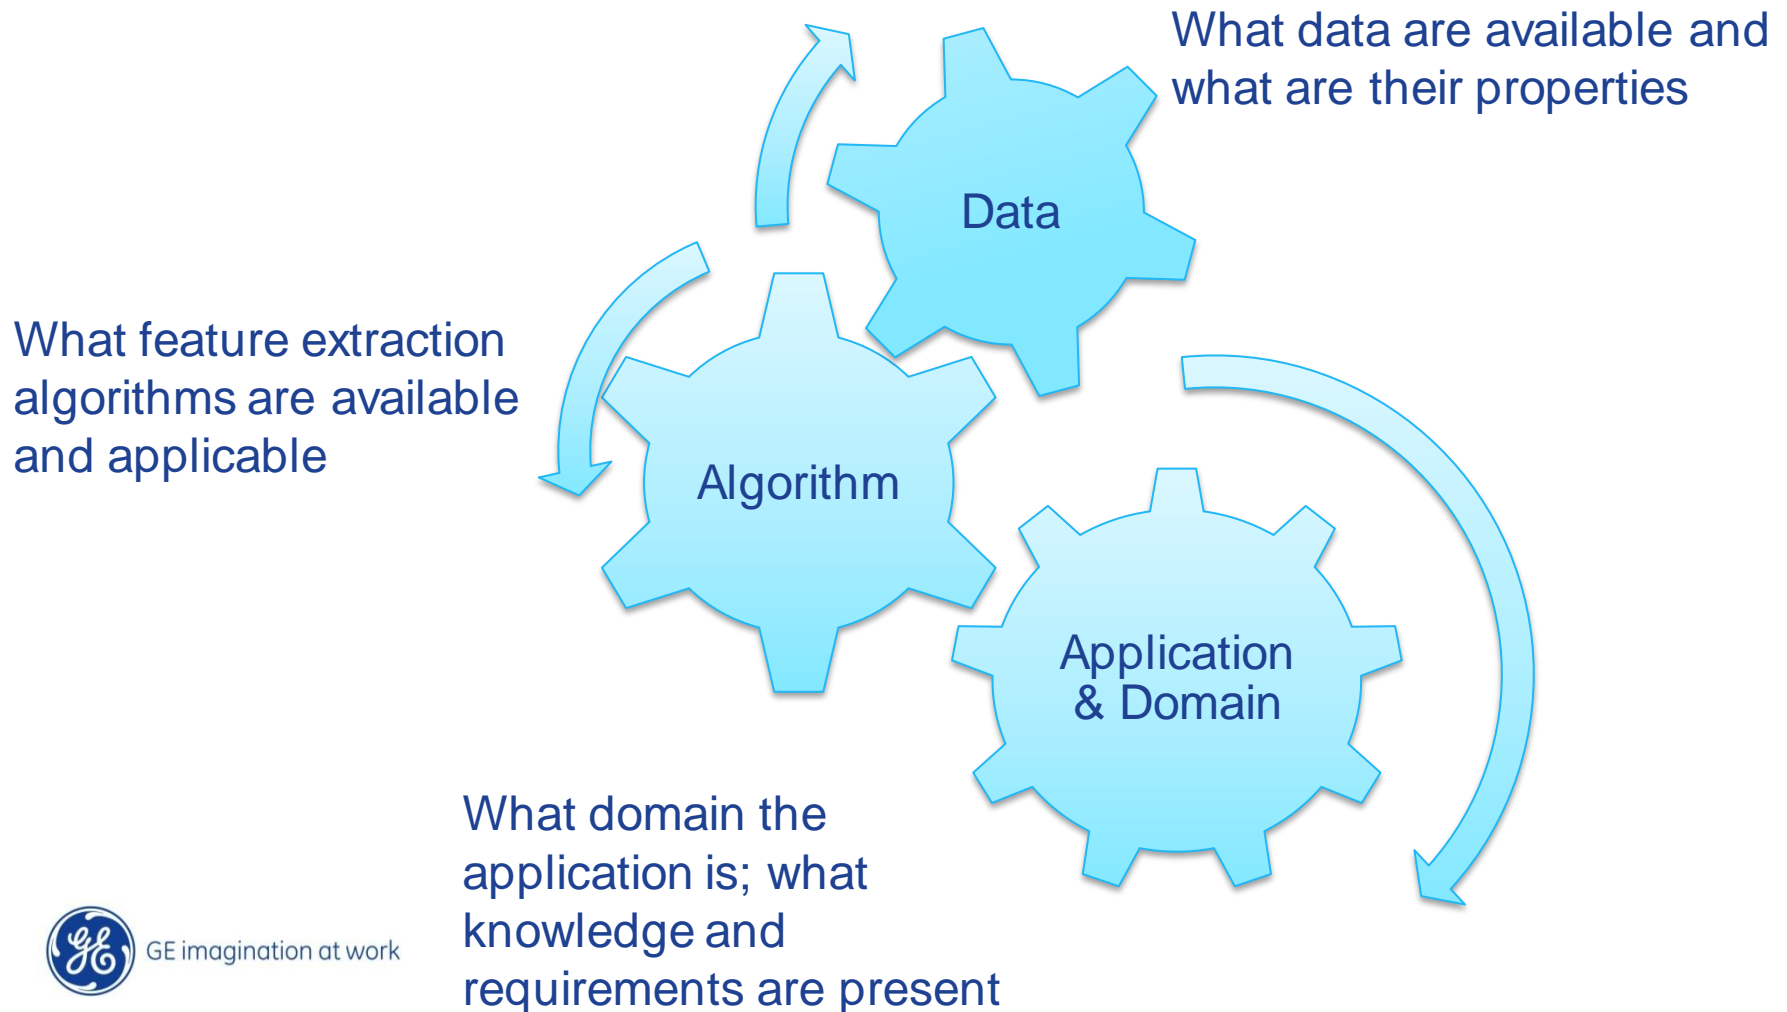 What data are available and
what are their properties
Data
What feature extraction
algorithms are available
and applicable
Algorithm
Application
& Domain
What domain the
application is; what
knowledge and
requirements are present
GE
GE imagination at work